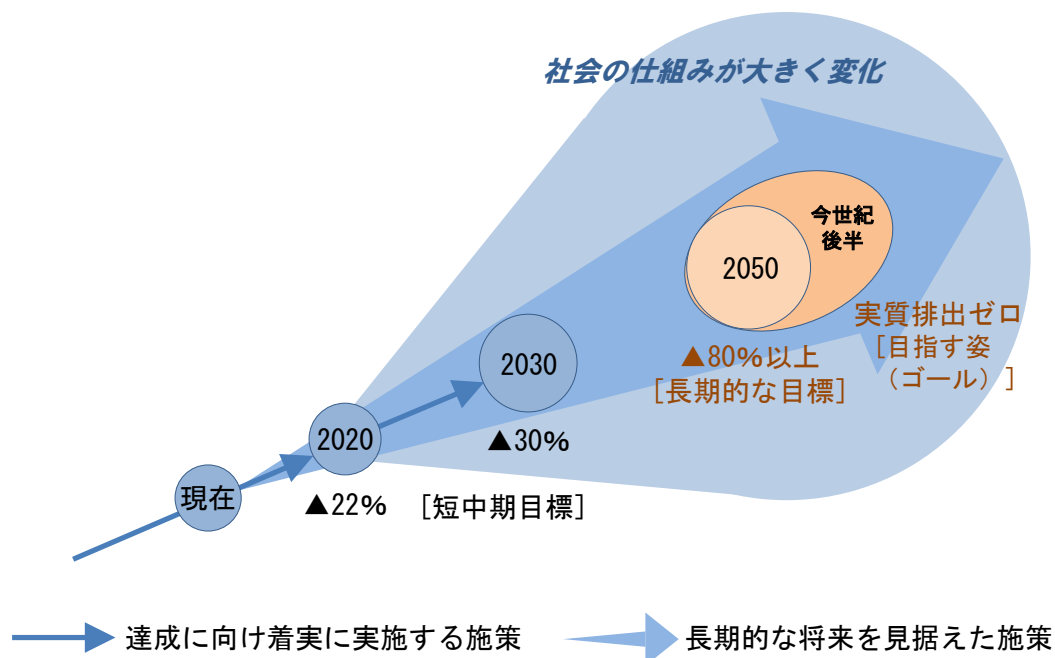 社会の仕組みが大きく変化
今世紀
後半
2050
実質排出ゼロ
[目指す姿
（ゴール）]
▲80%以上
[長期的な目標]
2030
▲30%
2020
▲22% [短中期目標]
現在
達成に向け着実に実施する施策
長期的な将来を見据えた施策